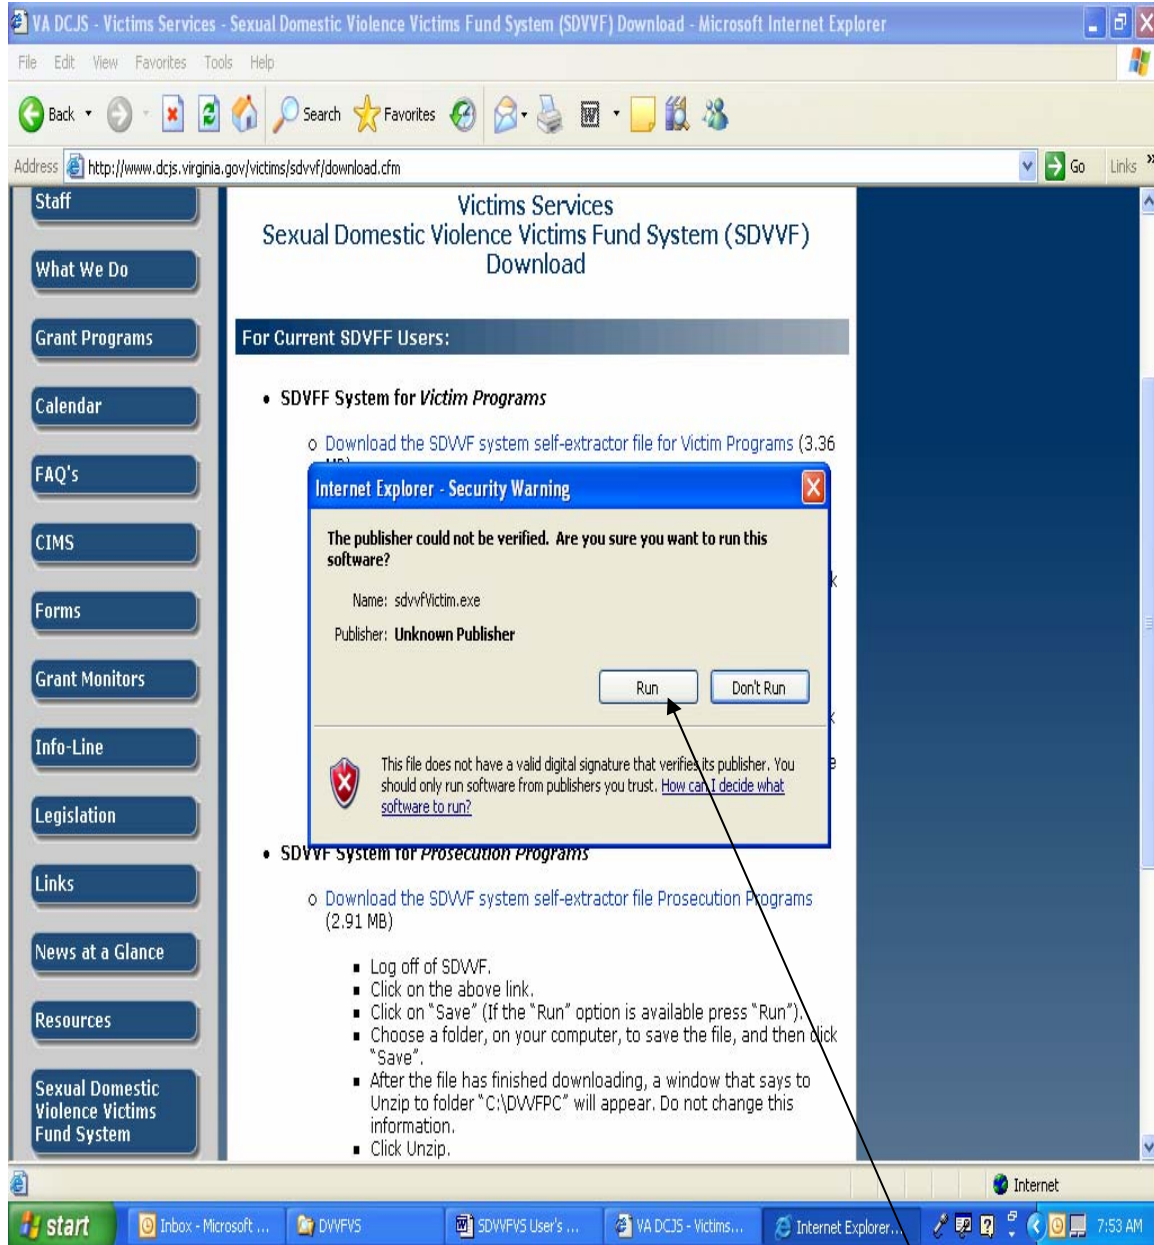 VA DCJS - Victims Services - Sexual Domestic Violence Victims Fund System (SDVVF) Download - Microsoft Internet Explorer
File Edit View Favorites Tools Help
Back Search Favorites
Address http://www.dcjs.virginia.gov/victims/sdvvf/download.cfm Go Links »
Staff
What We Do
Grant Programs
Calendar
FAQ's
CIMS
Forms
Grant Monitors
Info-Line
Legislation
Links
News at a Glance
Resources
Sexual Domestic
Violence Victims
Fund System
Victims Services
Sexual Domestic Violence Victims Fund System (SDVVF)
Download
For Current SDVFF Users:
• SDVFF System for Victim Programs
o Download the SDVVF system self-extractor file for Victim Programs (3.36
Internet Explorer - Security Warning
The publisher could not be verified. Are you sure you want to run this
software?
Name: sdvvfVictim.exe
Publisher: Unknown Publisher
Run Don't Run
This file does not have a valid digital signature that verifies its publisher. You
should only run software from publishers you trust. How can I decide what
software to run?
• SDVVF System for Prosecution Programs
o Download the SDVVF system self-extractor file Prosecution Programs
(2.91 MB)
▪ Log off of SDVVF.
▪ Click on the above link.
▪ Click on "Save" (If the "Run" option is available press "Run").
▪ Choose a folder, on your computer, to save the file, and then click
"Save".
▪ After the file has finished downloading, a window that says to
Unzip to folder "C:\DVVFPC" will appear. Do not change this
information.
▪ Click Unzip.
Internet
start Inbox - Microsoft ... DVVFVS SDVVFVS User's ... VA DCJS - Victims... Internet Explorer... 7:53 AM